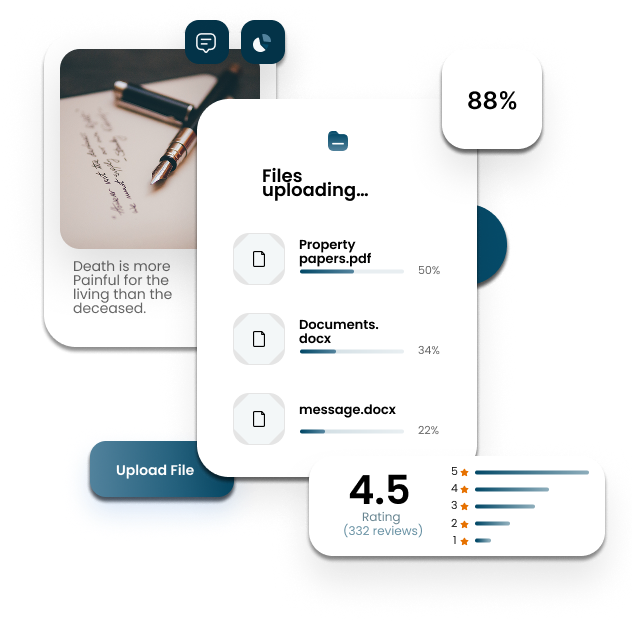 88%
Files
uploading...
Property
papers.pdf
50%
Documents.
docx
34%
message.docx
22%
Death is more
Painful for the
living than the
deceased.
Upload File
4.5
Rating
(332 reviews)
5
4
3
2
1